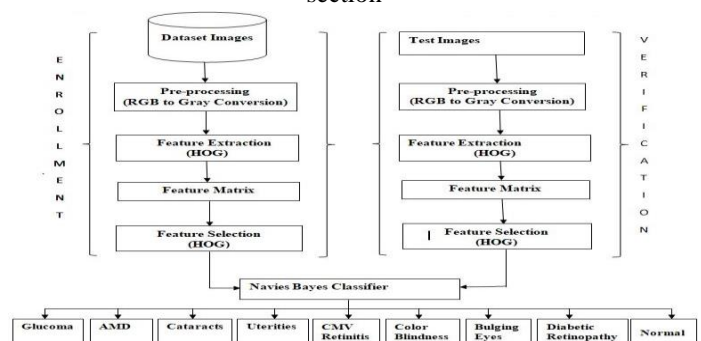 section
ENROLLMENT
Dataset Images
Pre-processing
(RGB to Gray Conversion)
Feature Extraction
(HOG)
Feature Matrix
Feature Selection
(HOG)
Test Images
Pre-processing
(RGB to Gray Conversion)
Feature Extraction
(HOG)
Feature Matrix
Feature Selection
(HOG)
VERIFICATION
Navies Bayes Classifier
Glucoma
AMD
Cataracts
Uterities
CMV
Retinitis
Color
Blindness
Bulging
Eyes
Diabetic
Retinopathy
Normal